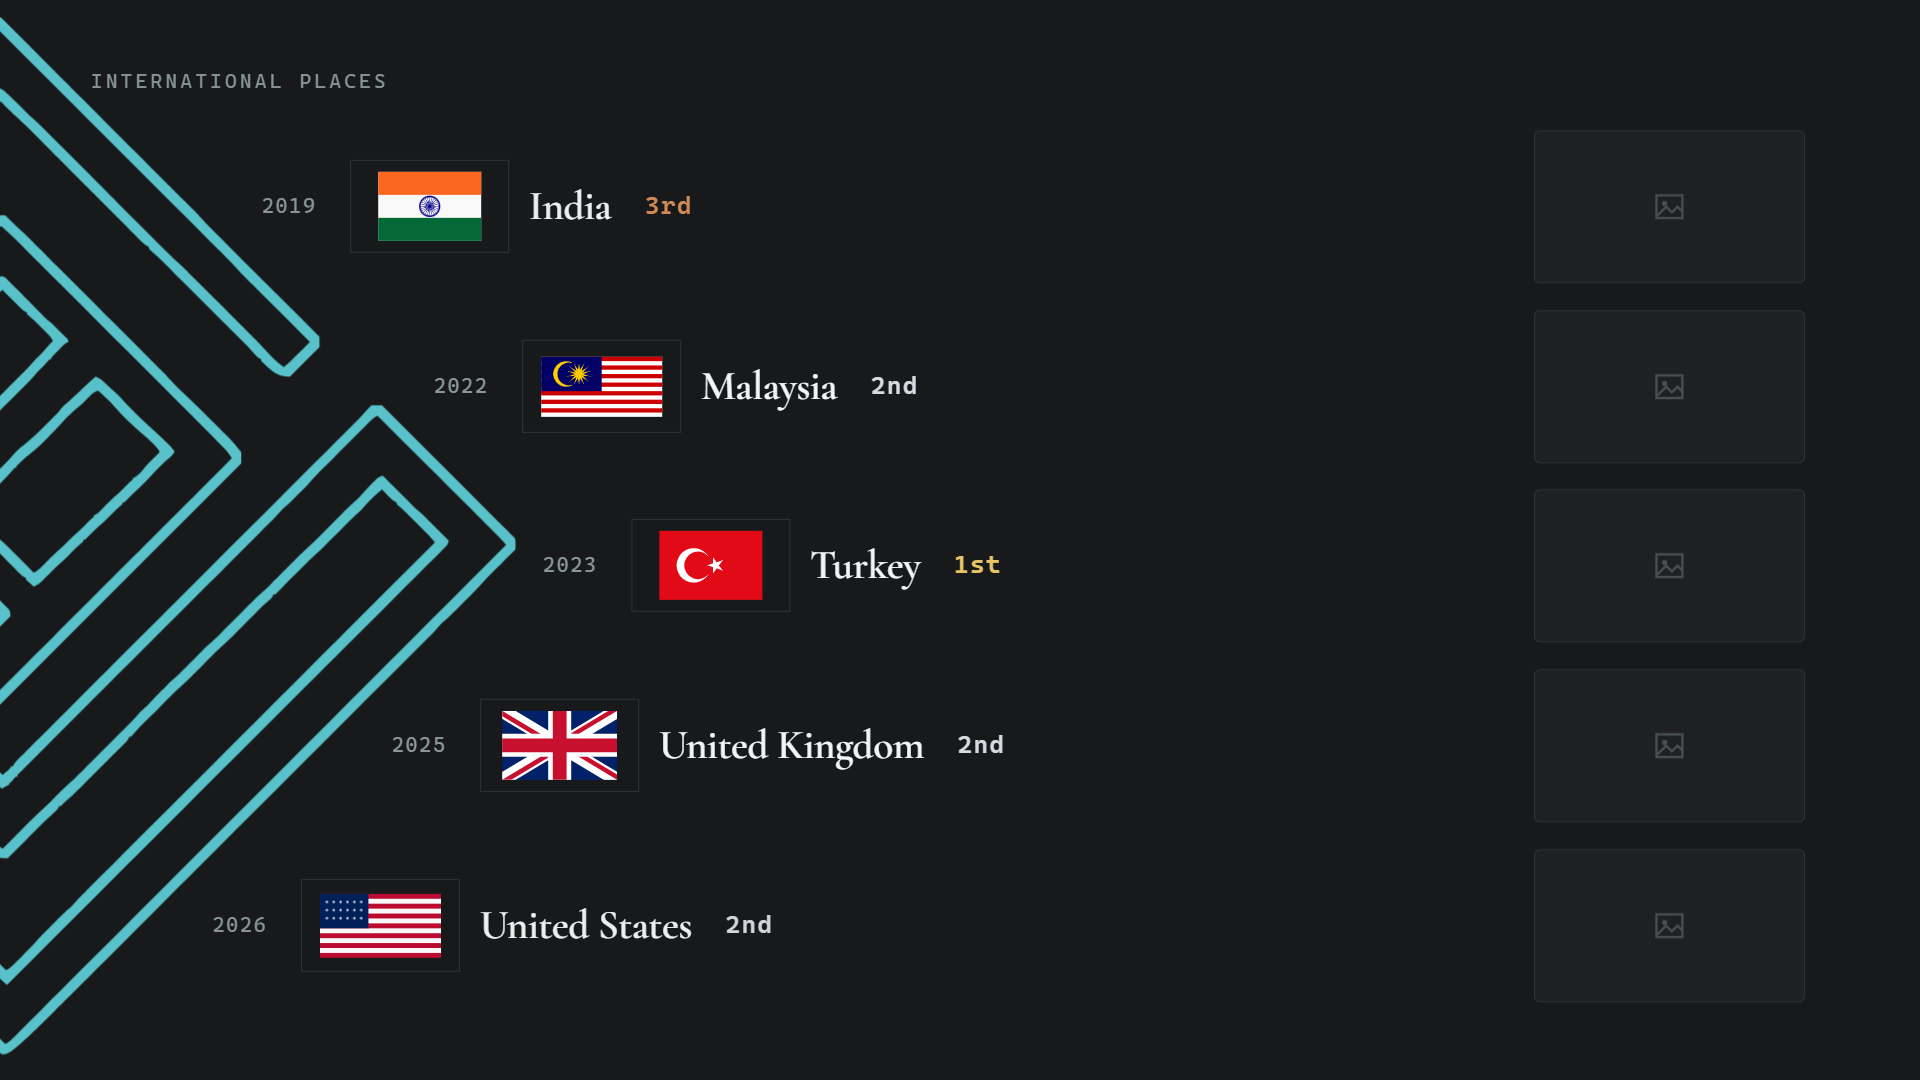 INTERNATIONAL PLACES
2019 India 3rd
2022 Malaysia 2nd
2023 Turkey 1st
2025 United Kingdom 2nd
2026 United States 2nd